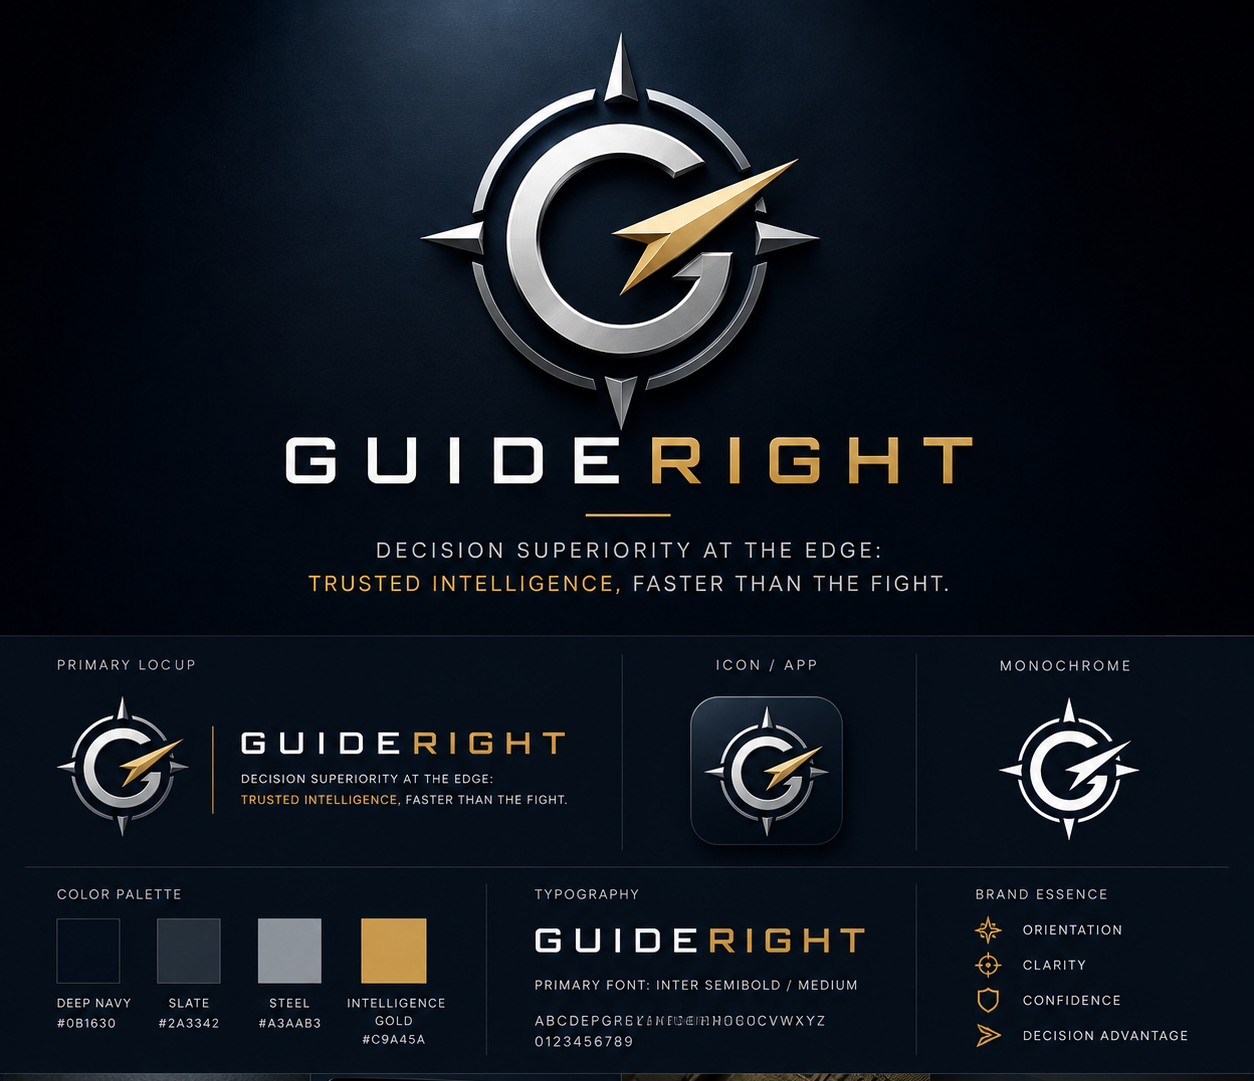 GUIDERIGHT
DECISION SUPERIORITY AT THE EDGE:
TRUSTED INTELLIGENCE, FASTER THAN THE FIGHT.
PRIMARY LOCUP
GUIDERIGHT
DECISION SUPERIORITY AT THE EDGE:
TRUSTED INTELLIGENCE, FASTER THAN THE FIGHT.
ICON / APP
MONOCHROME
COLOR PALETTE
DEEP NAVY
#0B1630
SLATE
#2A3342
STEEL
#A3AAB3
INTELLIGENCE
GOLD
#C9A45A
TYPOGRAPHY
GUIDERIGHT
PRIMARY FONT: INTER SEMIBOLD / MEDIUM
0123456789
BRAND ESSENCE
ORIENTATION
CLARITY
CONFIDENCE
DECISION ADVANTAGE